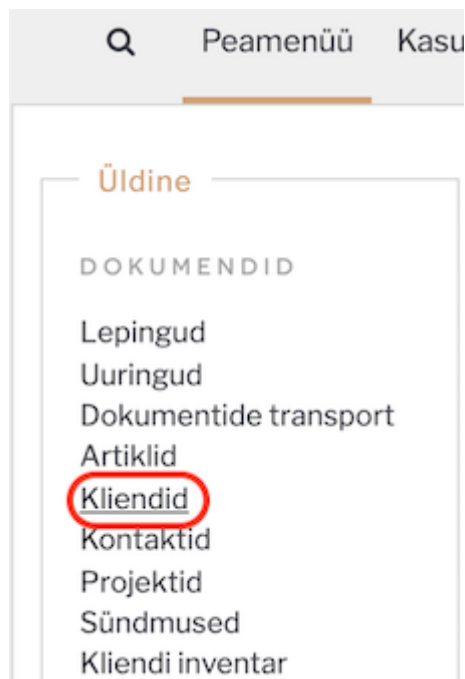 Peamenüü
Üldine
DOKUMENDID
Lepingud
Uuringud
Dokumentide transport
Artiklid
Kliendid
Kontaktid
Projektid
Sündmused
Kliendi inventar